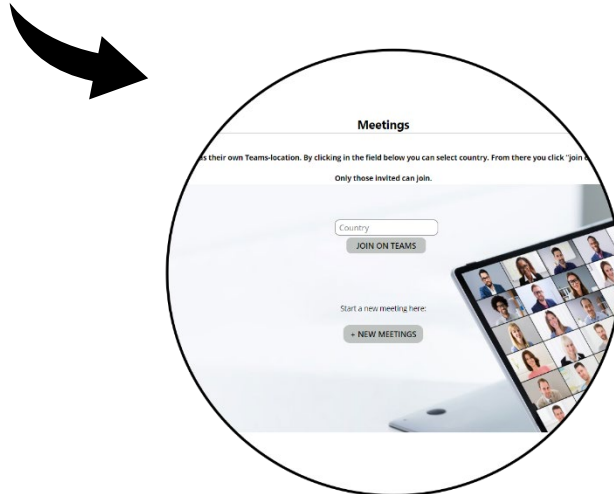 Meetings
their own Teams-location. By clicking in the field below you can select country. From there you click "join
Only those invited can join.
Country
JOIN ON TEAMS
Start a new meeting here:
+ NEW MEETINGS